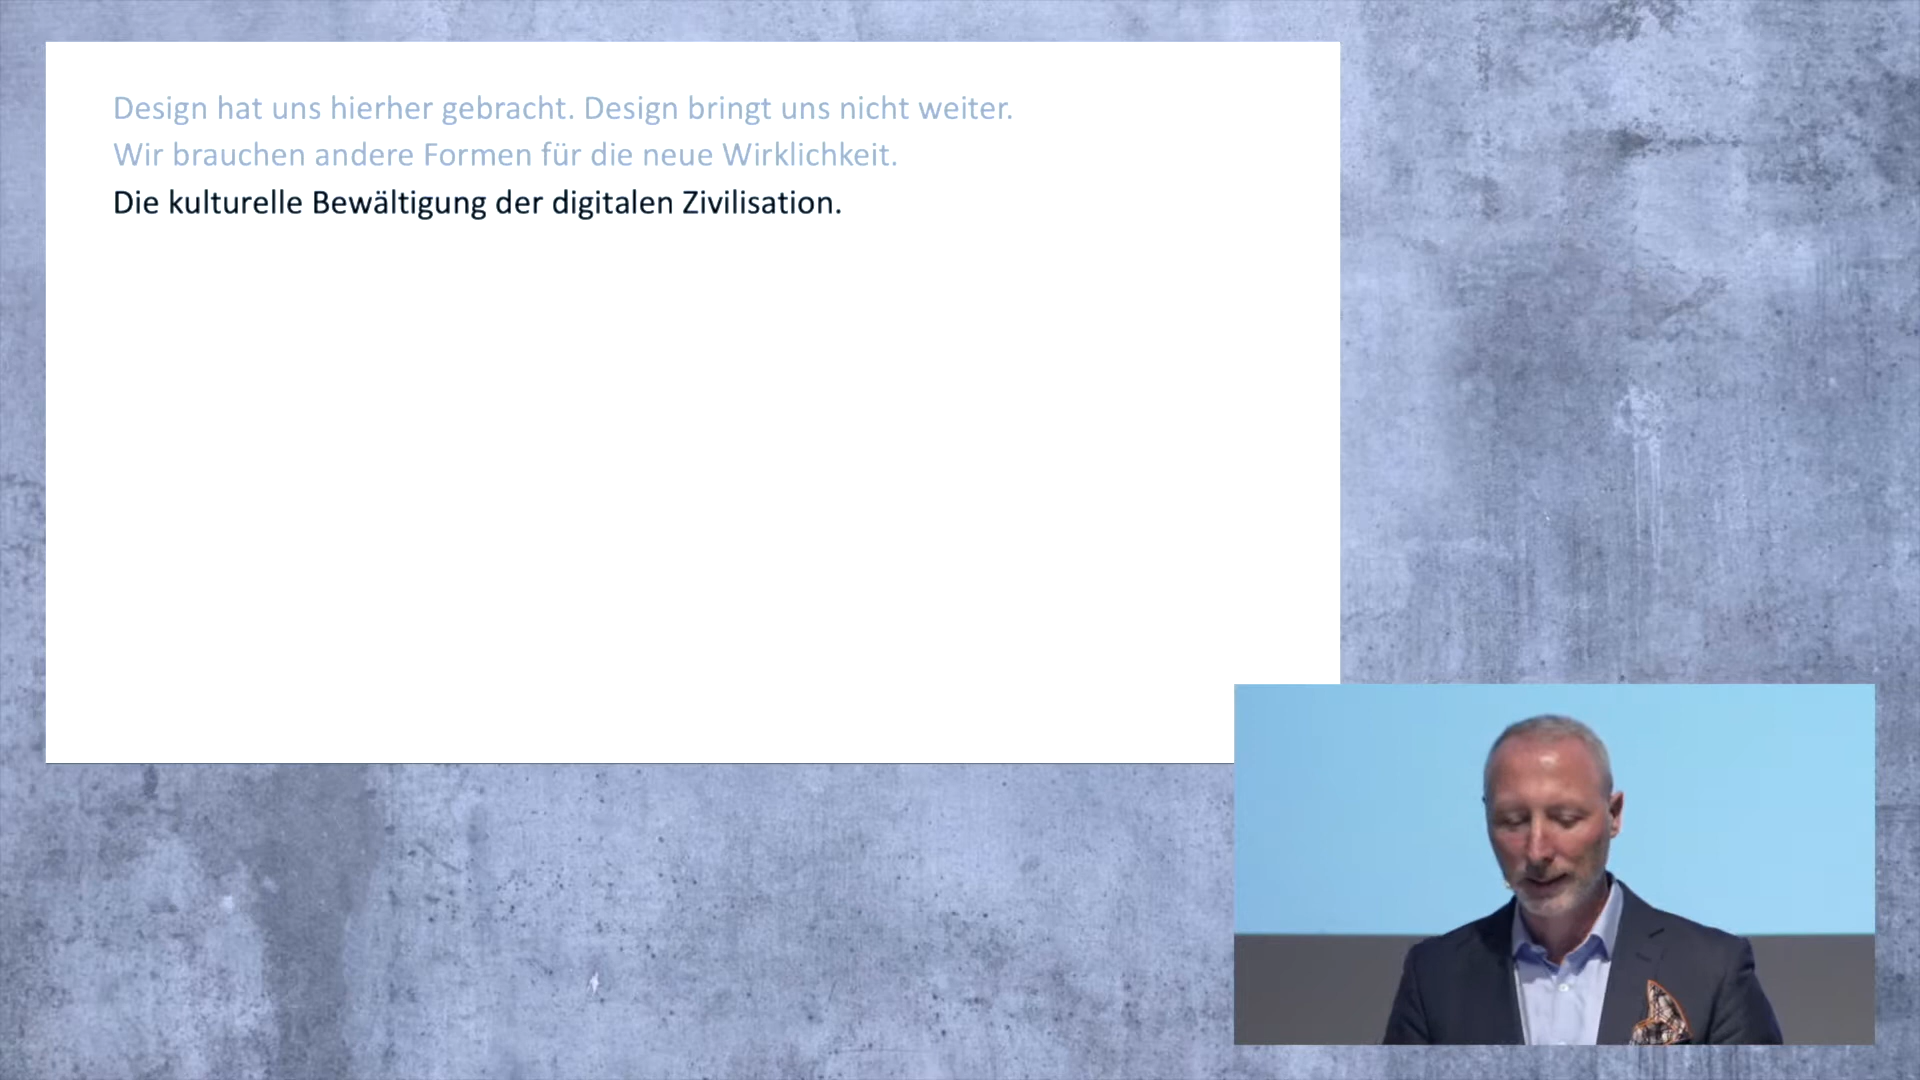 Design hat uns hierher gebracht. Design bringt uns nicht weiter.
Wir brauchen andere Formen für die neue Wirklichkeit.
Die kulturelle Bewältigung der digitalen Zivilisation.